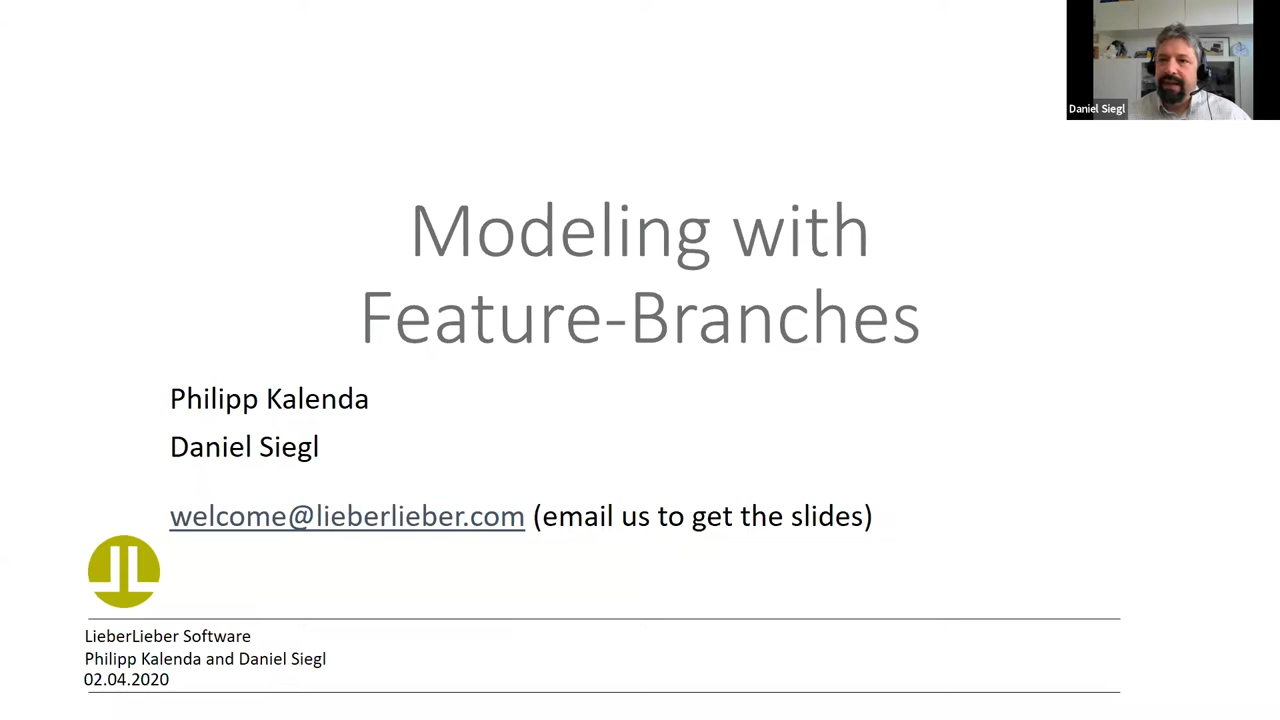 Daniel Siegl
Modeling with
Feature-Branches
Philipp Kalenda
Daniel Siegl
welcome@lieberlieber.com (email us to get the slides)
LieberLieber Software
Philipp Kalenda and Daniel Siegl
02.04.2020